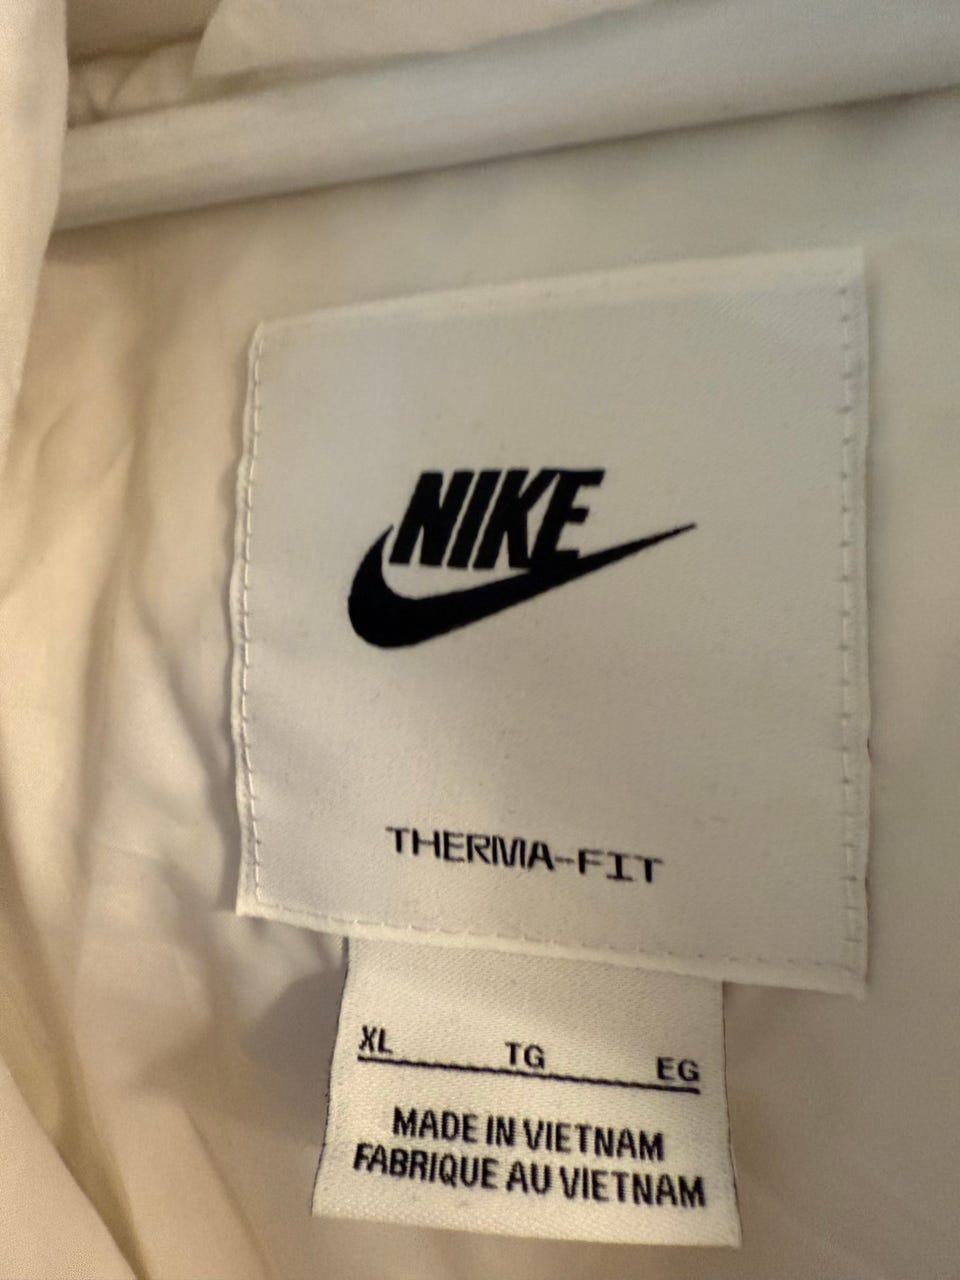 NIKE
THERMA-FIT
XL TG EG
MADE IN VIETNAM
FABRIQUE AU VIETNAM